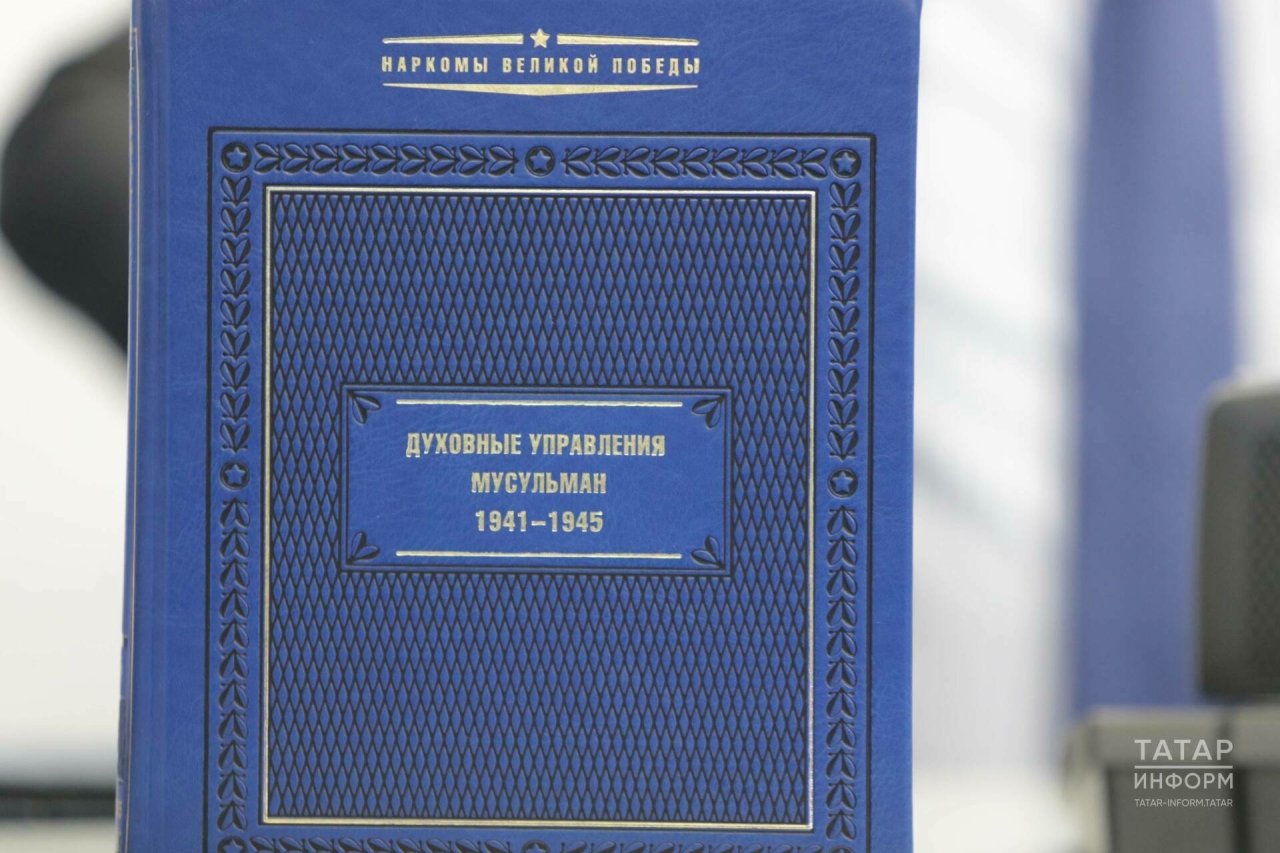 НАРКОМЫ ВЕЛИКОЙ ПОБЕДЫ
ДУХОВНЫЕ УПРАВЛЕНИЯ
МУСУЛЬМАН
1941–1945
ТАТАР
ИНФОРМ
TATAR-INFORM.TATAR